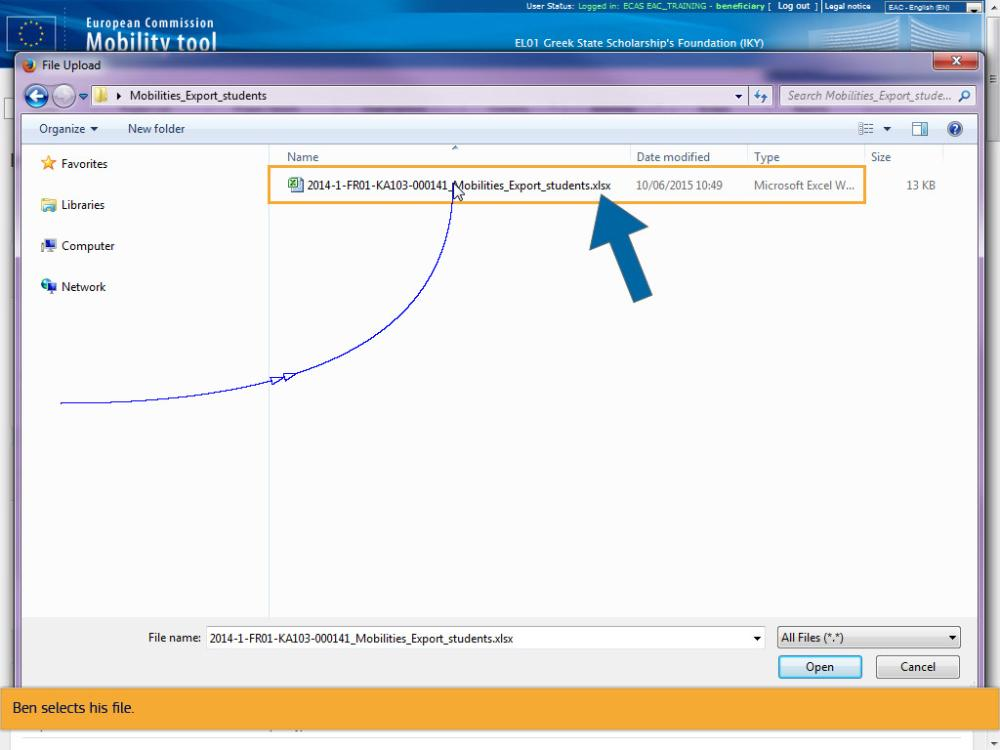 User Status: Logged in: ECAS EAC_TRAINING - beneficiary [ Log out ] Legal notice EAC - English (EN)
European Commission
Mobility tool
EL01 Greek State Scholarship's Foundation (IKY)
File Upload
Mobilities_Export_students
Search Mobilities_Export_stude...
Organize New folder
Favorites
Libraries
Computer
Network
Name Date modified Type Size
2014-1-FR01-KA103-000141_Mobilities_Export_students.xlsx 10/06/2015 10:49 Microsoft Excel W... 13 KB
File name: 2014-1-FR01-KA103-000141_Mobilities_Export_students.xlsx All Files (*.*)
Open Cancel
Ben selects his file.